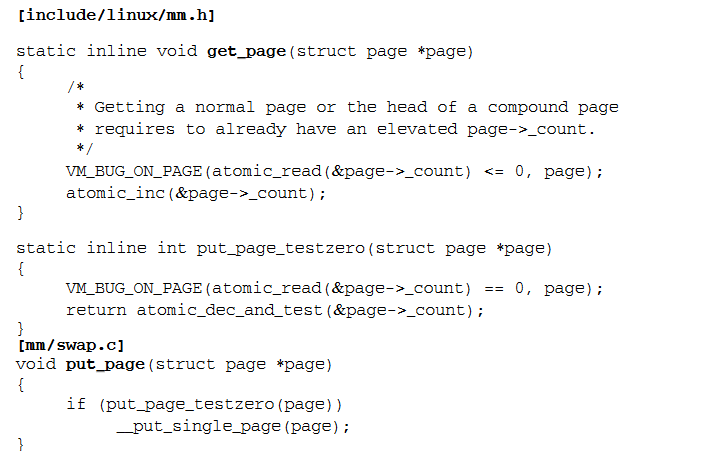 [include/linux/mm.h]
static inline void get_page(struct page *page)
{
/*
* Getting a normal page or the head of a compound page
* requires to already have an elevated page->_count.
*/
VM_BUG_ON_PAGE(atomic_read(&page->_count) <= 0, page);
atomic_inc(&page->_count);
}
static inline int put_page_testzero(struct page *page)
{
VM_BUG_ON_PAGE(atomic_read(&page->_count) == 0, page);
return atomic_dec_and_test(&page->_count);
}
[mm/swap.c]
void put_page(struct page *page)
{
if (put_page_testzero(page))
__put_single_page(page);
}